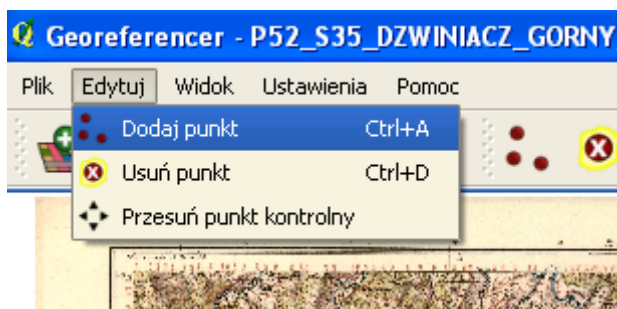 Georeferencer - P52_S35_DZWINIACZ_GORNY
Plik Edytuj Widok Ustawienia Pomoc
Dodaj punkt Ctrl+A
Usuń punkt Ctrl+D
Przesuń punkt kontrolny